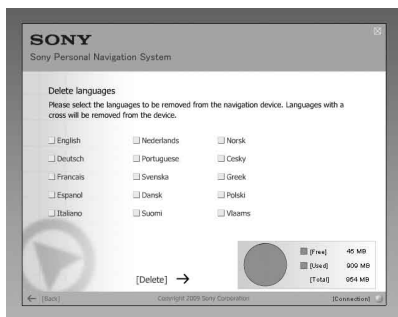 SONY
Sony Personal Navigation System
Delete languages
Please select the languages to be removed from the navigation device. Languages with a
cross will be removed from the device.
English Nederlands Norsk
Deutsch Portuguese Cesky
Francais Svenska Greek
Espanol Dansk Polski
Italiano Suomi Vlaams
[Free] 45 MB
[Used] 909 MB
[Total] 954 MB
[Delete] →
← [Back] Copyright 2009 Sony Corporation [Connection]